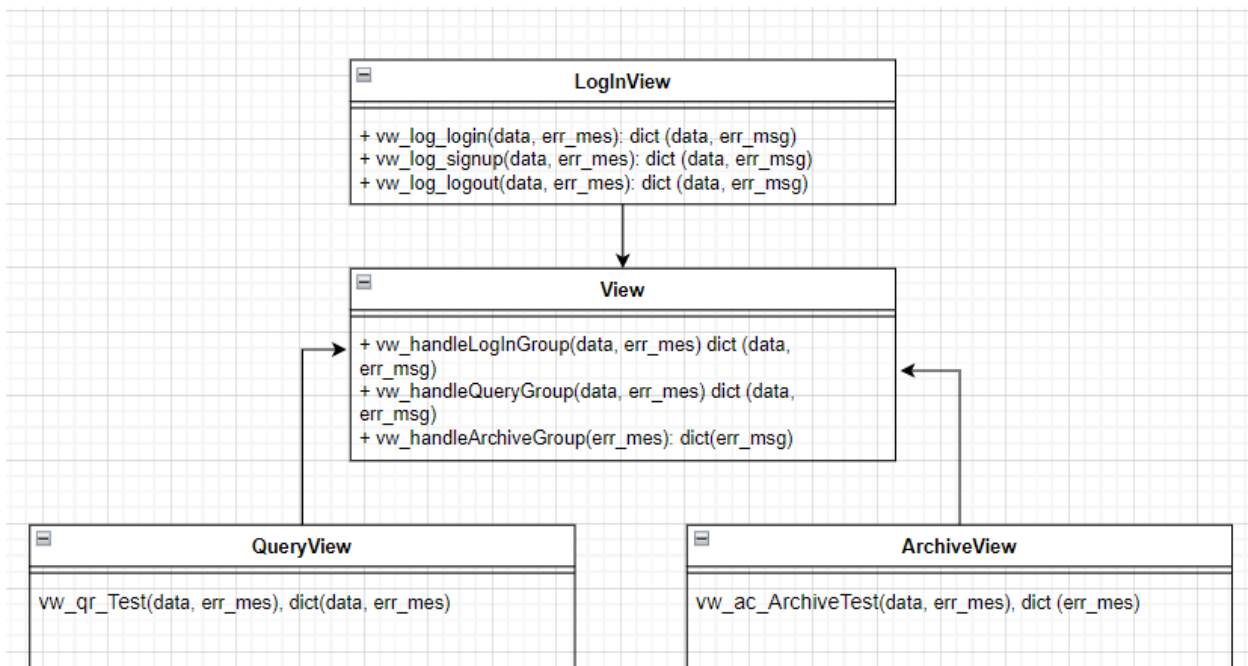 LogInView
+ vw_log_login(data, err_mes): dict (data, err_msg)
+ vw_log_signup(data, err_mes): dict (data, err_msg)
+ vw_log_logout(data, err_mes): dict (data, err_msg)
View
+ vw_handleLogInGroup(data, err_mes) dict (data,
err_msg)
+ vw_handleQueryGroup(data, err_mes) dict (data,
err_msg)
+ vw_handleArchiveGroup(err_mes): dict(err_msg)
QueryView
vw_qr_Test(data, err_mes), dict(data, err_mes)
ArchiveView
vw_ac_ArchiveTest(data, err_mes), dict (err_mes)